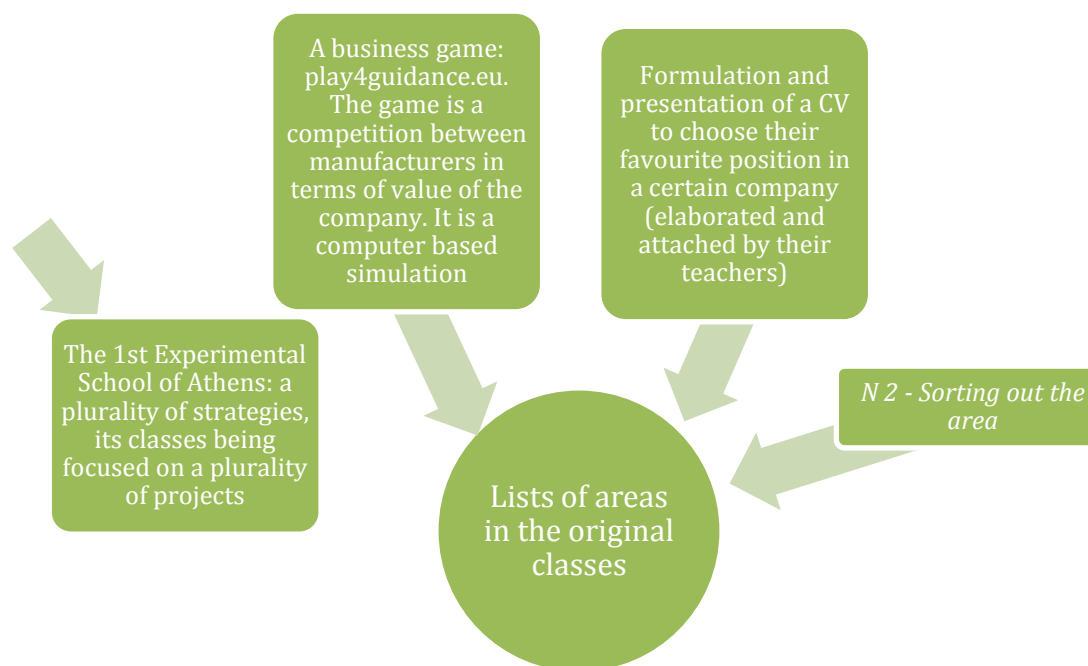 A business game:
play4guidance.eu.
The game is a
competition between
manufacturers in
terms of value of the
company. It is a
computer based
simulation
Formulation and
presentation of a CV
to choose their
favourite position in
a certain company
(elaborated and
attached by their
teachers)
The 1st Experimental
School of Athens: a
plurality of strategies,
its classes being
focused on a plurality
of projects
N 2 - Sorting out the
area
Lists of areas
in the original
classes